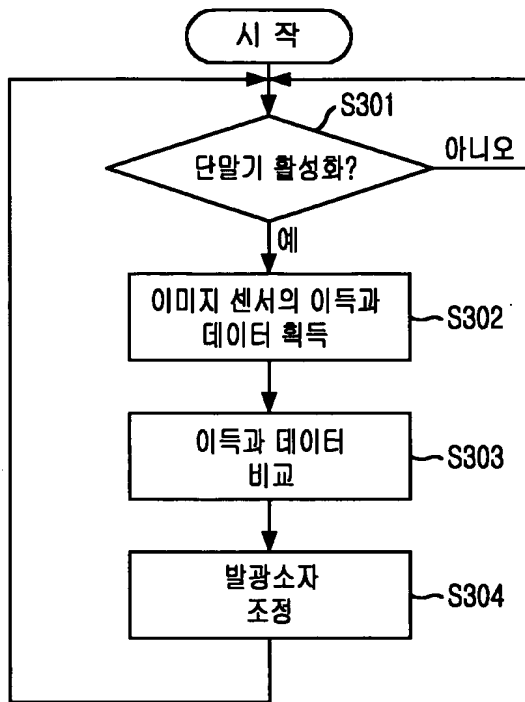 시 작
S301
단말기 활성화?
아니오
예
이미지 센서의 이득과
데이터 획득
S302
이득과 데이터
비교
S303
발광소자
조정
S304